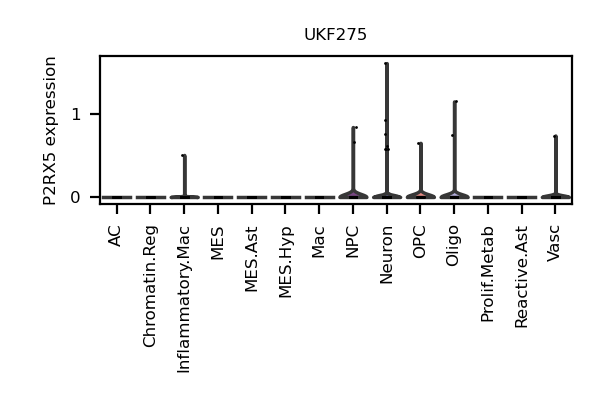 UKF275
P2RX5 expression
1
0
AC
Chromatin.Reg
Inflammatory.Mac
MES
MES.Ast
MES.Hyp
Mac
NPC
Neuron
OPC
Oligo
Prolif.Metab
Reactive.Ast
Vasc